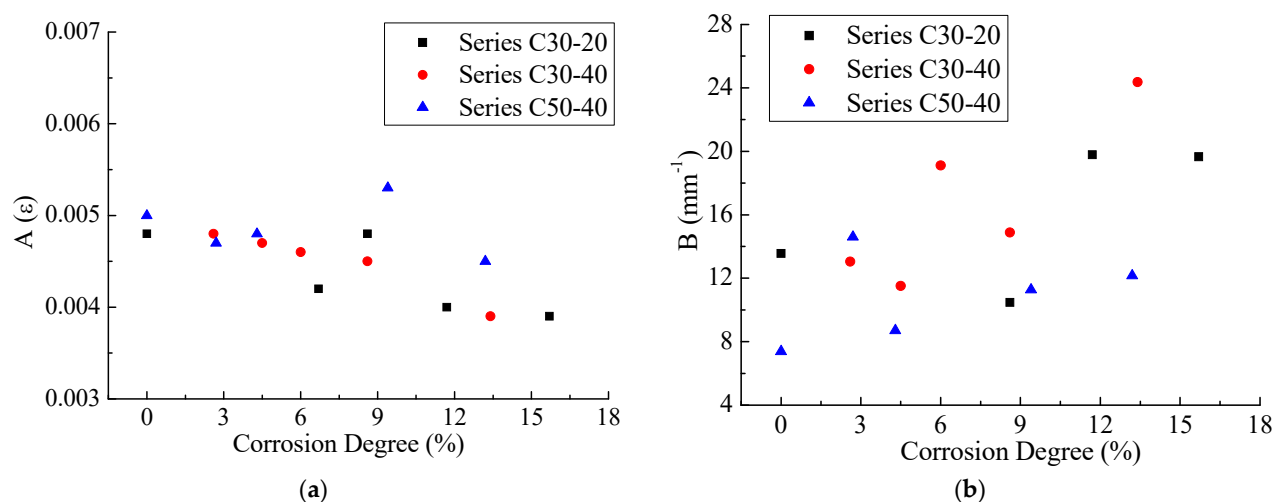 0.007
0.006
0.005
0.004
0.003
A (ε)
Series C30-20
Series C30-40
Series C50-40
0 3 6 9 12 15 18
Corrosion Degree (%)
(a)
28
24
20
16
12
8
4
B (mm⁻¹)
Series C30-20
Series C30-40
Series C50-40
0 3 6 9 12 15 18
Corrosion Degree (%)
(b)